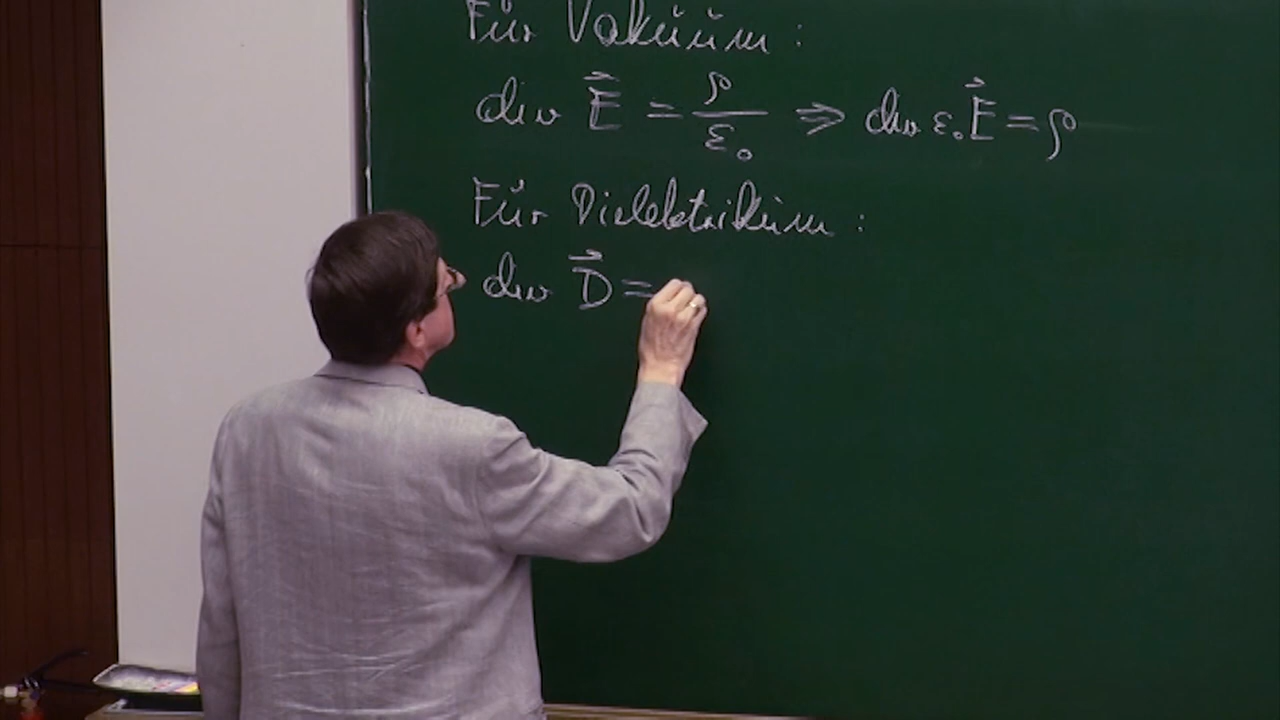 Für Vakuum :
div E⃗ = ρ/ε₀ ⇒ div ε₀E⃗ = ρ
Für Dielektrikum :
div D⃗ =